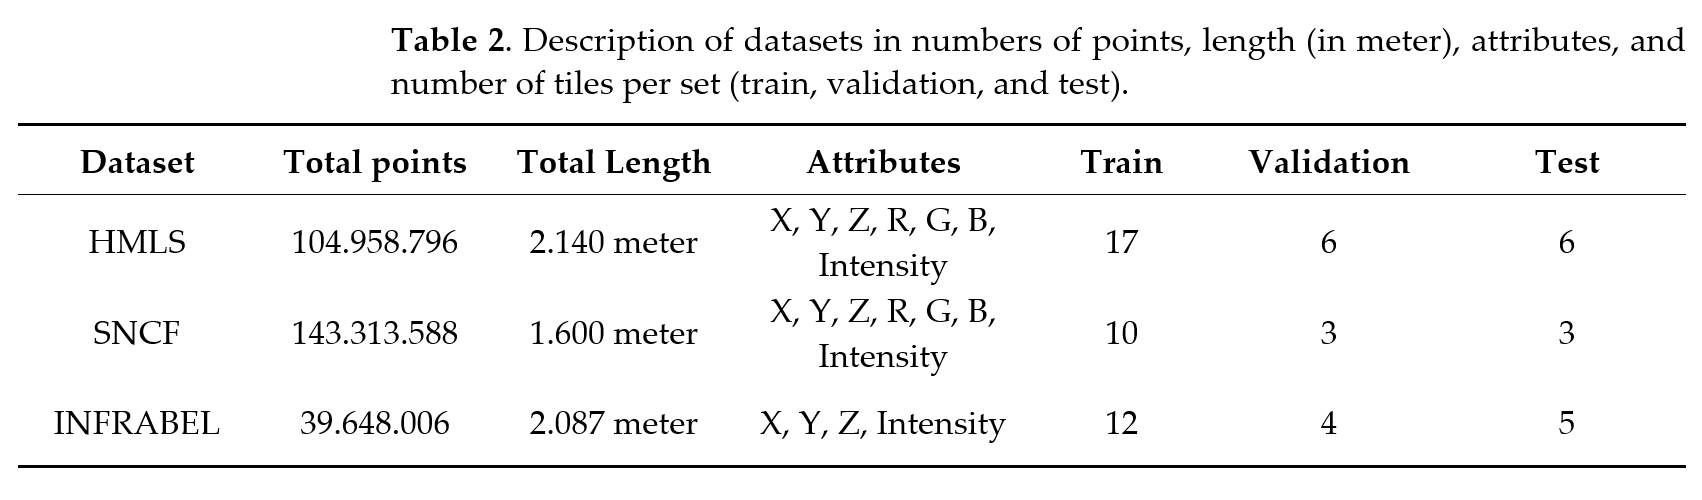 Table 2. Description of datasets in numbers of points, length (in meter), attributes, and
number of tiles per set (train, validation, and test).
Dataset Total points Total Length Attributes Train Validation Test
HMLS 104.958.796 2.140 meter X, Y, Z, R, G, B, Intensity 17 6 6
SNCF 143.313.588 1.600 meter X, Y, Z, R, G, B, Intensity 10 3 3
INFRABEL 39.648.006 2.087 meter X, Y, Z, Intensity 12 4 5